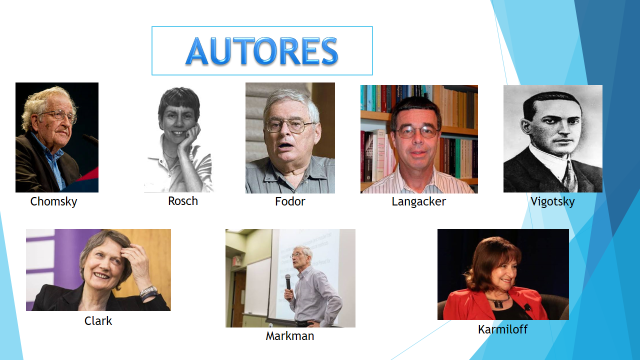 AUTORES
Chomsky
Rosch
Fodor
Langacker
Vigotsky
Clark
Markman
Karmiloff